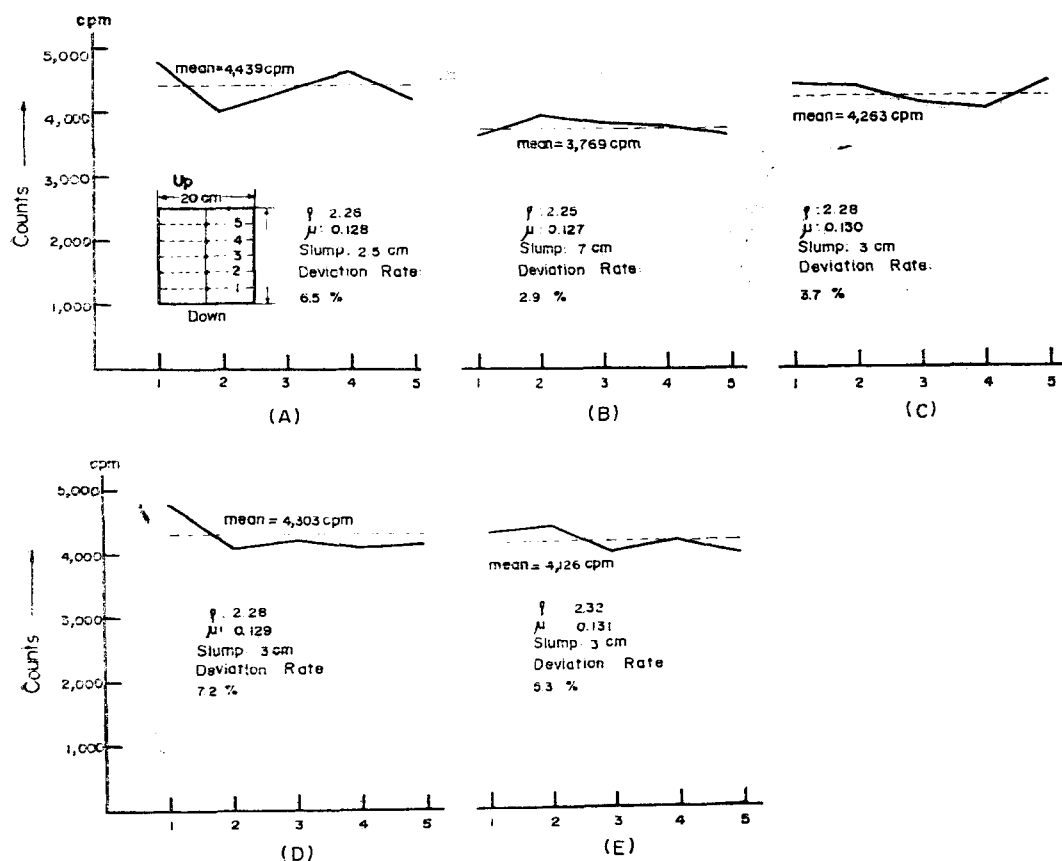 cpm
5,000
4,000
3,000
2,000
1,000
Counts
mean=4,439 cpm
Up
20 cm
5
4
3
2
1
Down
ρ 2.26
μ: 0.128
Slump: 2.5 cm
Deviction Rate:
6.5 %
1 2 3 4 5
(A)
mean=3,769 cpm
ρ :2.25
μ: 0.127
Slump: 7 cm
Deviation Rate:
2.9 %
1 2 3 4 5
(B)
mean=4,263 cpm
ρ :2.28
μ :0.130
Slump: 3 cm
Deviation Rate:
3.7 %
1 2 3 4 5
(C)
cpm
5,000
4,000
3,000
2,000
1,000
Counts
mean=4,303 cpm
ρ : 2.28
μ: 0.129
Slump: 3 cm
Deviation Rate
7.2 %
1 2 3 4 5
(D)
mean=4,126 cpm
ρ 2.32
μ 0.131
Slump: 3 cm
Deviation Rate
5.3 %
1 2 3 4 5
(E)